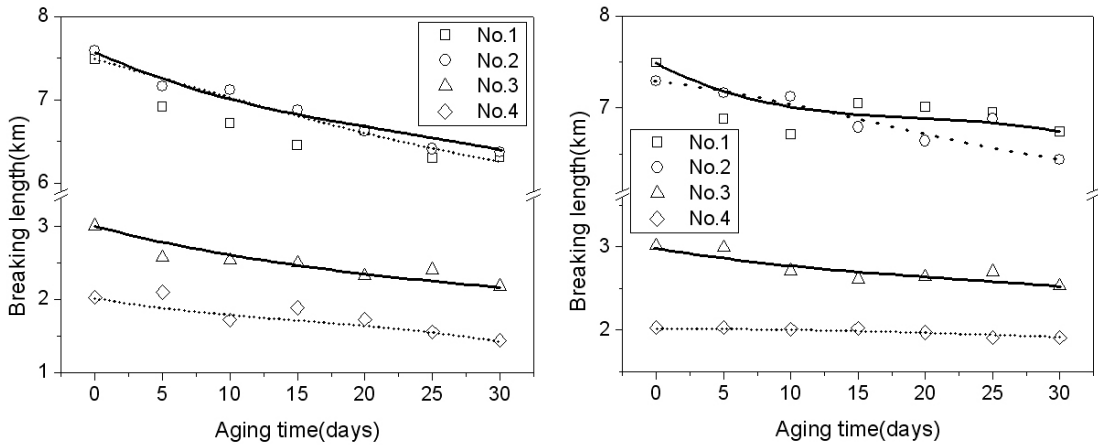 8
7
6
3
2
1
Breaking length(km)
No.1
No.2
No.3
No.4
0 5 10 15 20 25 30
Aging time(days)
8
7
3
2
Breaking length(km)
No.1
No.2
No.3
No.4
0 5 10 15 20 25 30
Aging time(days)